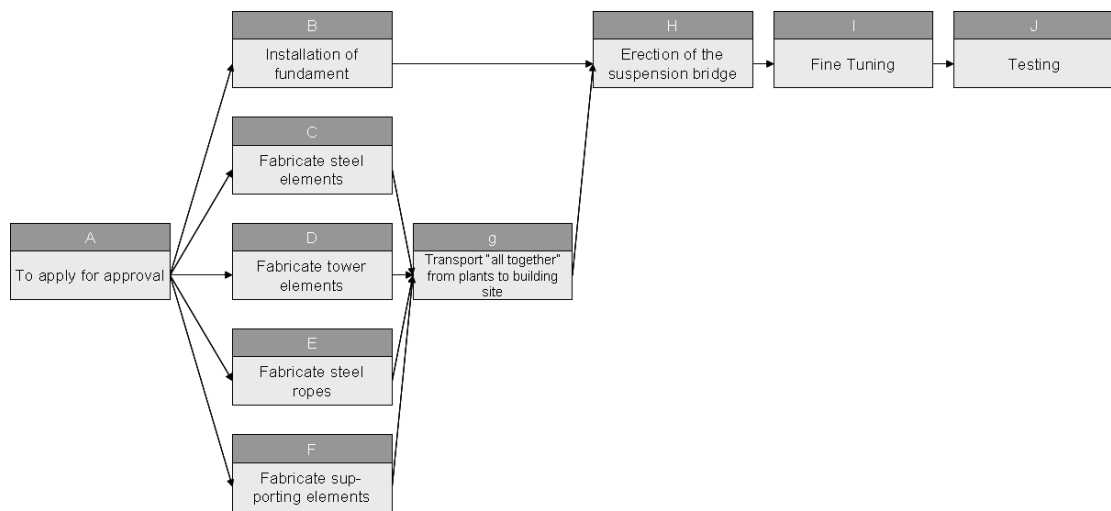 B
Installation of
fundament
H
Erection of the
suspension bridge
I
Fine Tuning
J
Testing
C
Fabricate steel
elements
A
To apply for approval
D
Fabricate tower
elements
g
Transport "all together"
from plants to building
site
E
Fabricate steel
ropes
F
Fabricate sup-
porting elements